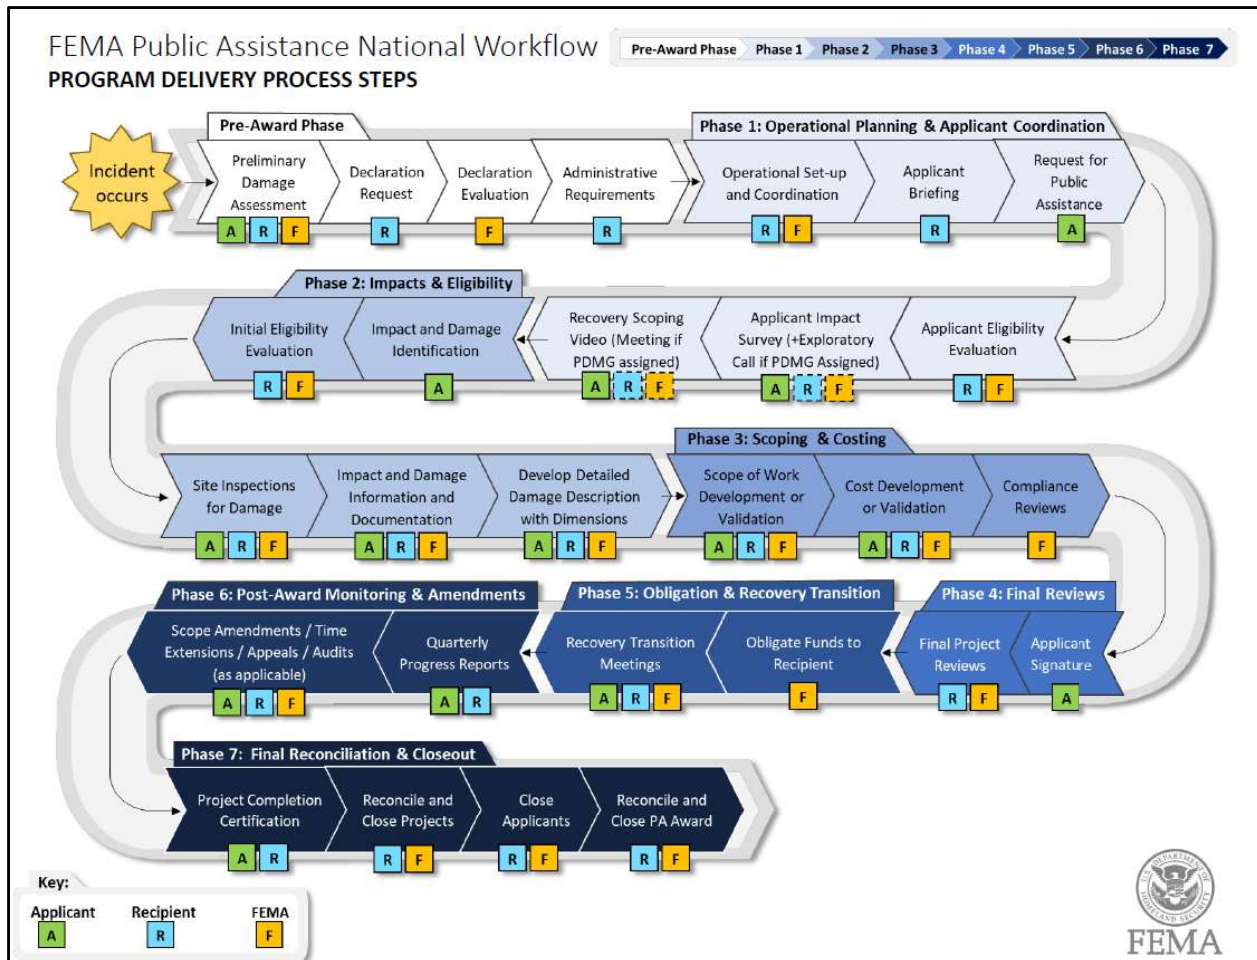 FEMA Public Assistance National Workflow
PROGRAM DELIVERY PROCESS STEPS
Pre-Award Phase
Phase 1
Phase 2
Phase 3
Phase 4
Phase 5
Phase 6
Phase 7
Incident
occurs
Pre-Award Phase
Preliminary
Damage
Assessment
A R F
Declaration
Request
R
Declaration
Evaluation
F
Administrative
Requirements
R
Phase 1: Operational Planning & Applicant Coordination
Operational Set-up
and Coordination
R F
Applicant
Briefing
R
Request for
Public
Assistance
A
Applicant Eligibility
Evaluation
R F
Applicant Impact
Survey (+Exploratory
Call if PDMG Assigned)
A R F
Recovery Scoping
Video (Meeting if
PDMG assigned)
A R F
Phase 2: Impacts & Eligibility
Impact and Damage
Identification
A
Initial Eligibility
Evaluation
R F
Site Inspections
for Damage
A R F
Impact and Damage
Information and
Documentation
A R F
Develop Detailed
Damage Description
with Dimensions
A R F
Phase 3: Scoping & Costing
Scope of Work
Development or
Validation
A R F
Cost Development
or Validation
A R F
Compliance
Reviews
F
Phase 4: Final Reviews
Applicant
Signature
A
Final Project
Reviews
R F
Phase 5: Obligation & Recovery Transition
Obligate Funds to
Recipient
F
Recovery Transition
Meetings
A R F
Phase 6: Post-Award Monitoring & Amendments
Quarterly
Progress Reports
A R
Scope Amendments / Time
Extensions / Appeals / Audits
(as applicable)
A R F
Phase 7: Final Reconciliation & Closeout
Project Completion
Certification
A R
Reconcile and
Close Projects
R F
Close
Applicants
R F
Reconcile and
Close PA Award
R F
Key:
Applicant
A
Recipient
R
FEMA
F
U.S. DEPARTMENT OF
HOMELAND SECURITY
FEMA